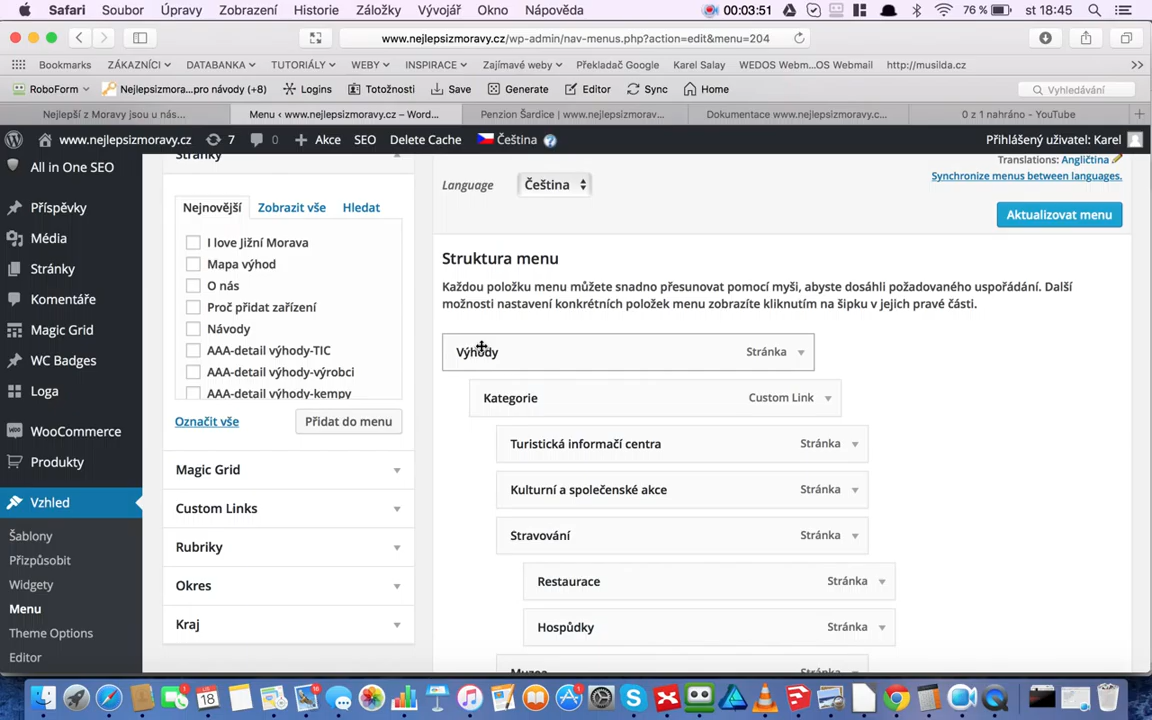 Safari Soubor Úpravy Zobrazení Historie Záložky Vývojář Okno Nápověda 00:03:51 76 % st 18:45
www.nejlepsizmoravy.cz/wp-admin/nav-menus.php?action=edit&menu=204
Bookmarks ZÁKAZNÍCI DATABANKA TUTORIÁLY WEBY INSPIRACE Zajímavé weby Překladač Google Karel Salay WEDOS Webm...OS Webmail http://musilda.cz
RoboForm Nejlepsizmora...pro návody (+8) Logins Totožnosti Save Generate Editor Sync Home Vyhledávání
Nejlepší z Moravy jsou u nás... Menu ‹ www.nejlepsizmoravy.cz – Word... Penzion Šardice | www.nejlepsizmorav... Dokumentace www.nejlepsizmoravy.c... 0 z 1 nahráno - YouTube
www.nejlepsizmoravy.cz 7 0 Akce SEO Delete Cache Čeština Přihlášený uživatel: Karel
All in One SEO
Příspěvky
Média
Stránky
Komentáře
Magic Grid
WC Badges
Loga
WooCommerce
Produkty
Vzhled
Šablony
Přizpůsobit
Widgety
Menu
Theme Options
Editor
Stránky
Nejnovější Zobrazit vše Hledat
I love Jižní Morava
Mapa výhod
O nás
Proč přidat zařízení
Návody
AAA-detail výhody-TIC
AAA-detail výhody-výrobci
AAA-detail výhody-kempy
Označit vše Přidat do menu
Magic Grid
Custom Links
Rubriky
Okres
Kraj
Translations: Angličtina
Language Čeština Synchronize menus between languages.
Aktualizovat menu
Struktura menu
Každou položku menu můžete snadno přesunovat pomocí myši, abyste dosáhli požadovaného uspořádání. Další
možnosti nastavení konkrétních položek menu zobrazíte kliknutím na šipku v jejich pravé části.
Výhody Stránka
Kategorie Custom Link
Turistická informačí centra Stránka
Kulturní a společenské akce Stránka
Stravování Stránka
Restaurace Stránka
Hospůdky Stránka
Muzea Stránka